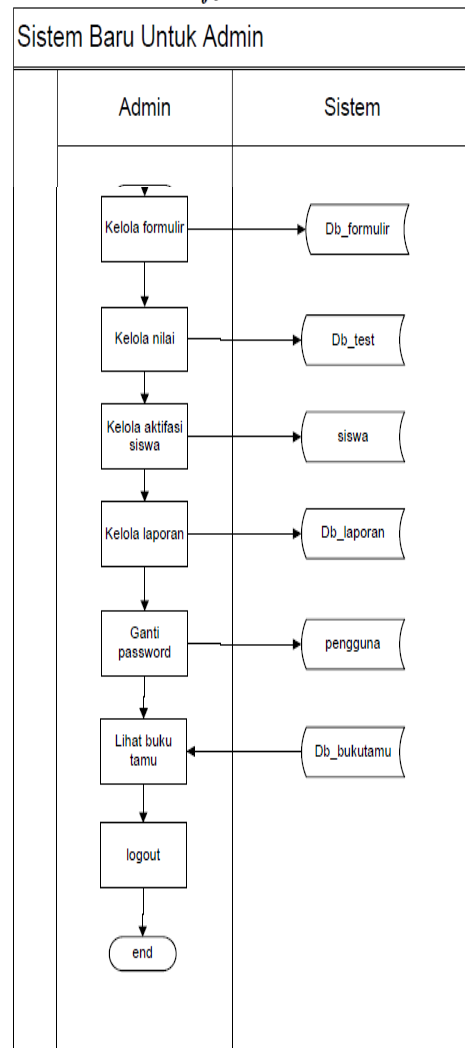 Sistem Baru Untuk Admin
Admin
Sistem
Kelola formulir
Db_formulir
Kelola nilai
Db_test
Kelola aktifasi
siswa
siswa
Kelola laporan
Db_laporan
Ganti
password
pengguna
Lihat buku
tamu
Db_bukutamu
logout
end